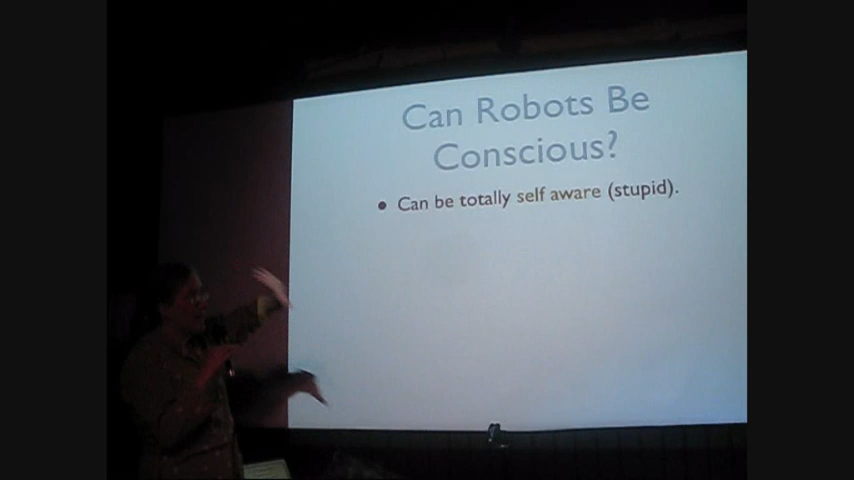 Can Robots Be
Conscious?
• Can be totally self aware (stupid).